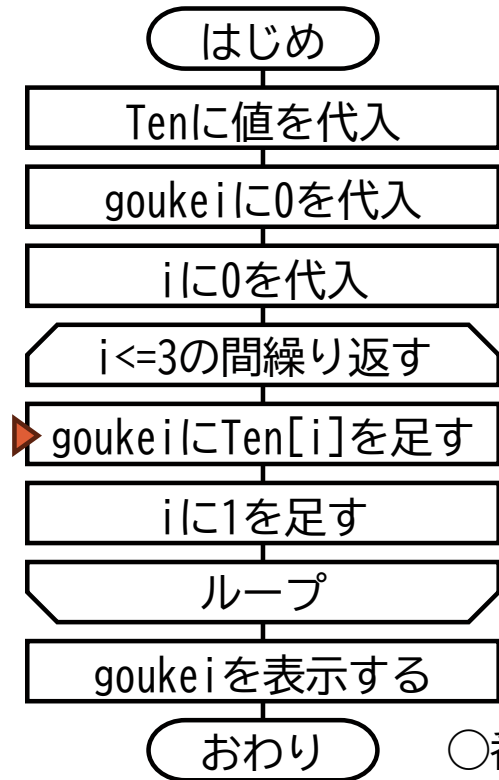 はじめ
Tenに値を代入
goukeiに0を代入
iに0を代入
i<=3の間繰り返す
goukeiにTen[i]を足す
iに1を足す
ループ
goukeiを表示する
おわり